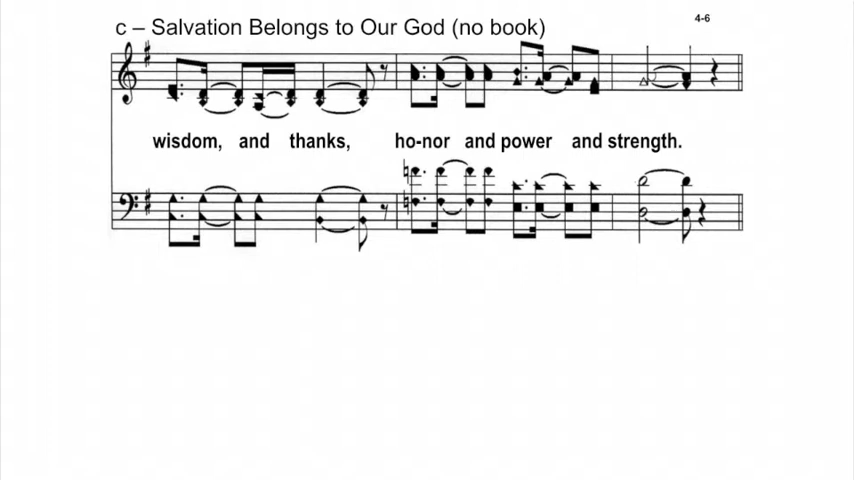 c – Salvation Belongs to Our God (no book)
4-6
wisdom, and thanks, ho-nor and power and strength.